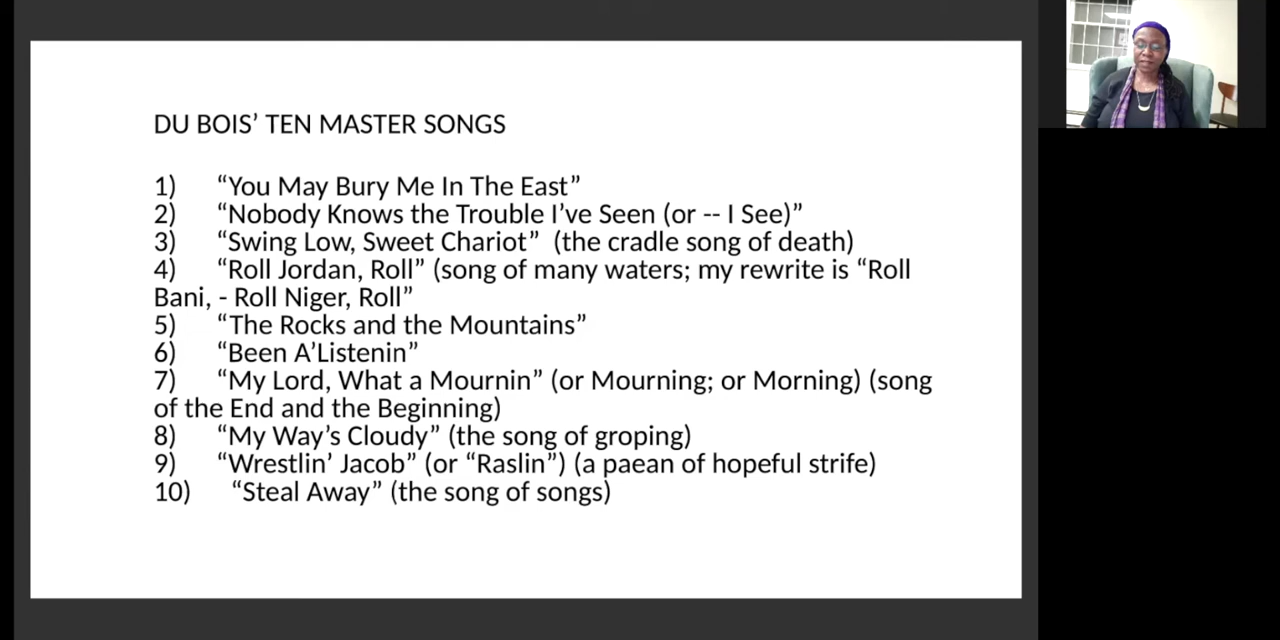 DU BOIS’ TEN MASTER SONGS
1) “You May Bury Me In The East”
2) “Nobody Knows the Trouble I’ve Seen (or -- I See)”
3) “Swing Low, Sweet Chariot” (the cradle song of death)
4) “Roll Jordan, Roll” (song of many waters; my rewrite is “Roll
Bani, - Roll Niger, Roll”
5) “The Rocks and the Mountains”
6) “Been A’Listenin”
7) “My Lord, What a Mournin” (or Mourning; or Morning) (song
of the End and the Beginning)
8) “My Way’s Cloudy” (the song of groping)
9) “Wrestlin’ Jacob” (or “Raslin”) (a paean of hopeful strife)
10) “Steal Away” (the song of songs)